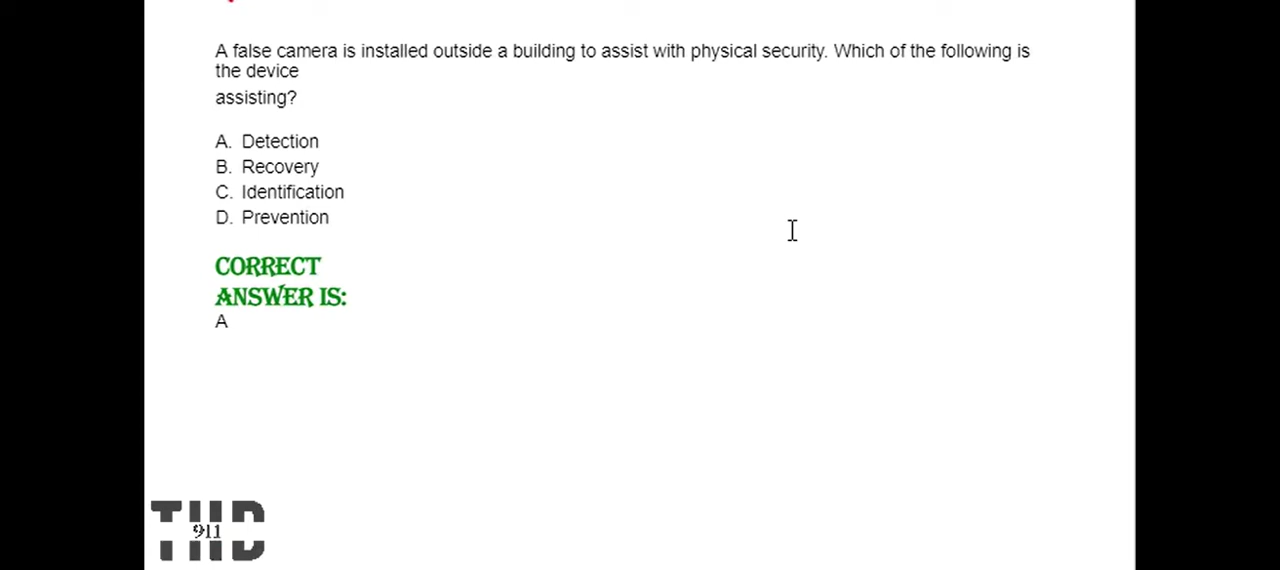 A false camera is installed outside a building to assist with physical security. Which of the following is
the device
assisting?
A. Detection
B. Recovery
C. Identification
D. Prevention
CORRECT
ANSWER IS:
A
THD
911